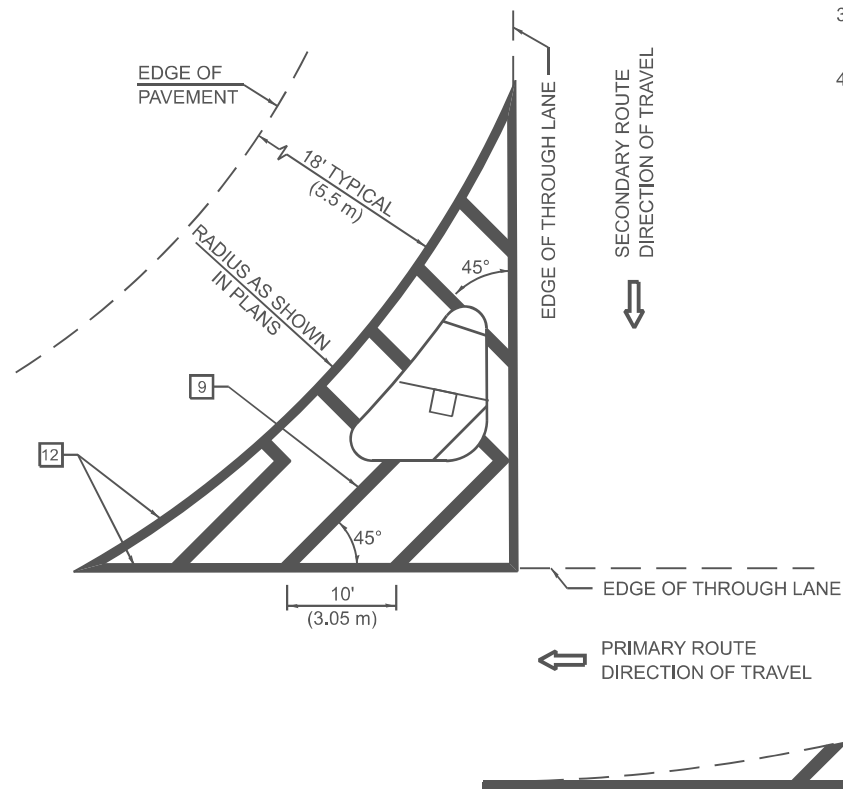 3
4
EDGE OF
PAVEMENT
18' TYPICAL
(5.5 m)
RADIUS AS SHOWN
IN PLANS
EDGE OF THROUGH LANE
SECONDARY ROUTE
DIRECTION OF TRAVEL
45°
9
12
45°
10'
(3.05 m)
EDGE OF THROUGH LANE
PRIMARY ROUTE
DIRECTION OF TRAVEL